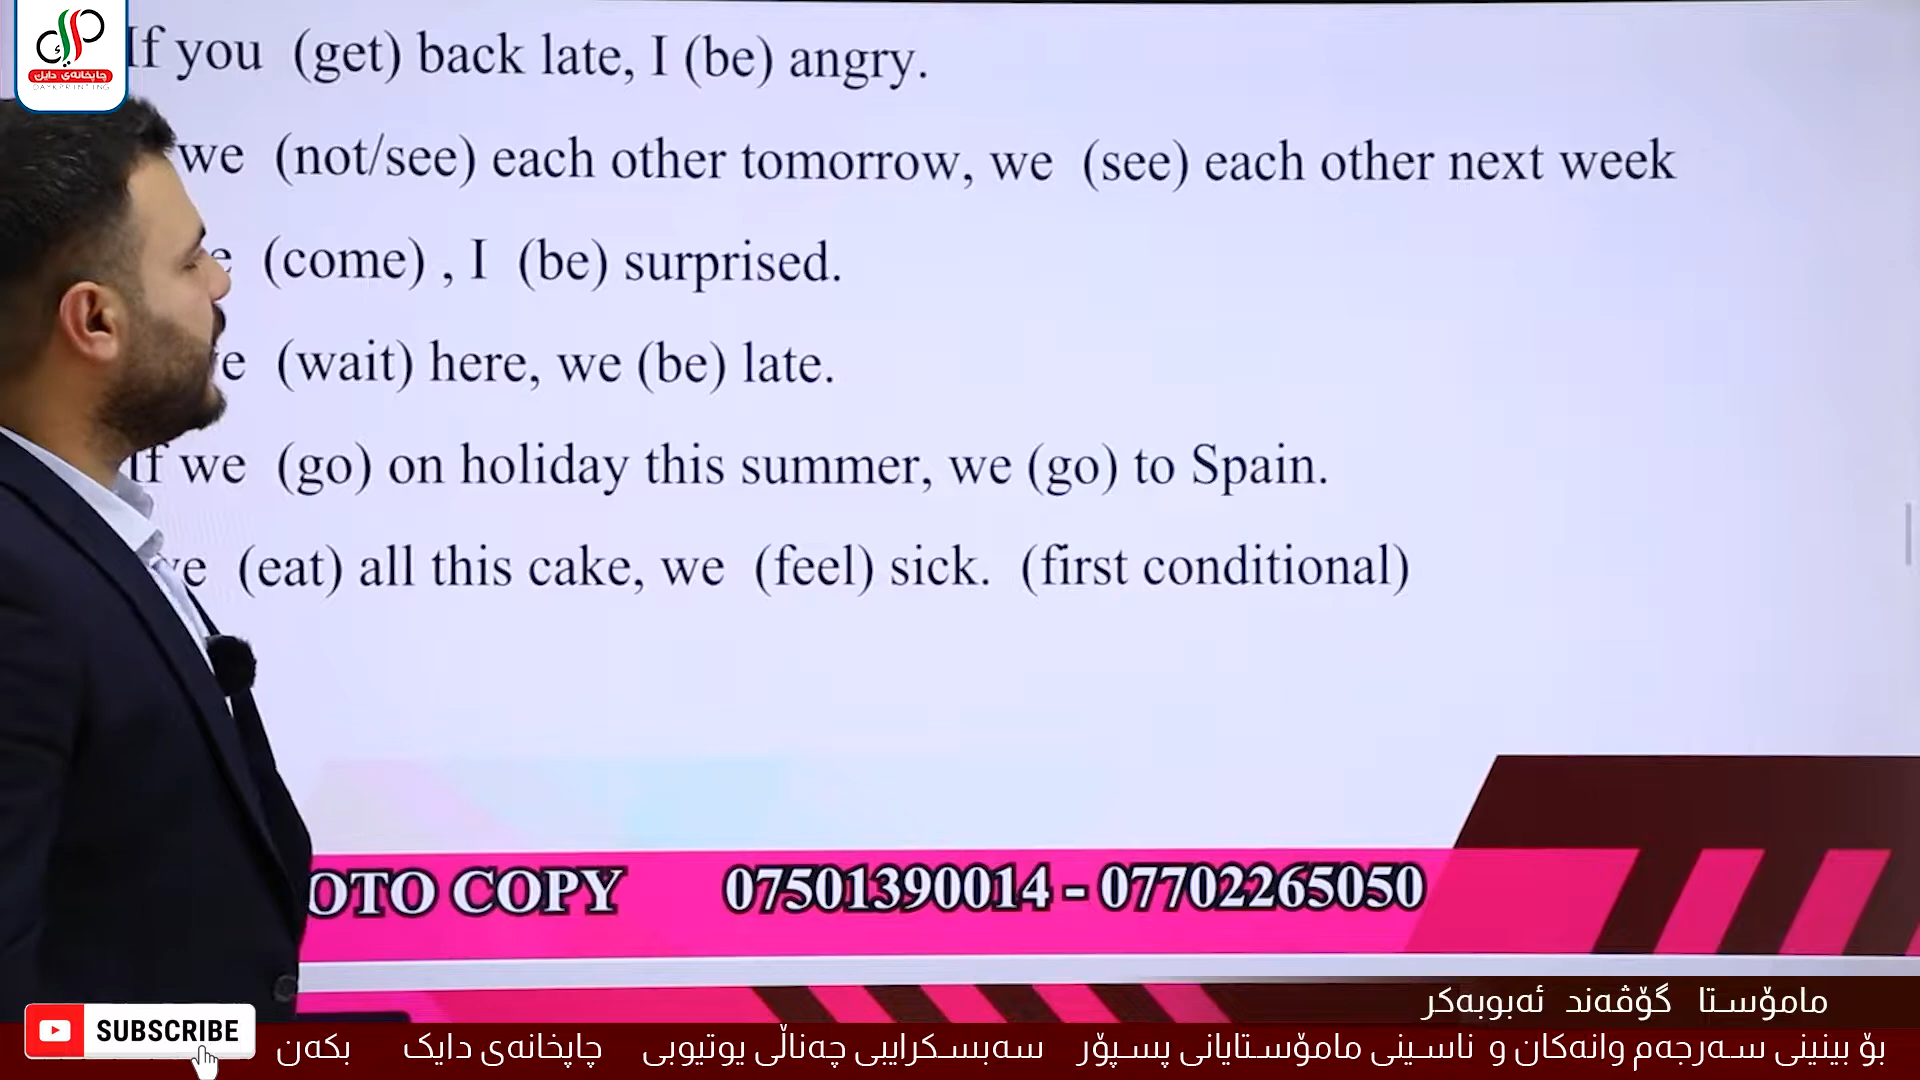 چاپخانەی دایک
DAYK PRINTING
If you (get) back late, I (be) angry.
we (not/see) each other tomorrow, we (see) each other next week
(come) , I (be) surprised.
(wait) here, we (be) late.
If we (go) on holiday this summer, we (go) to Spain.
(eat) all this cake, we (feel) sick. (first conditional)
OTO COPY 07501390014 - 07702265050
مامۆستا گۆڤەند ئەبوبەکر
SUBSCRIBE
بۆ بینینی سەرجەم وانەکان و ناسینی مامۆستایانی پسپۆر سەبسکرایبی چەناڵی یوتیوبی چاپخانەی دایک بکەن